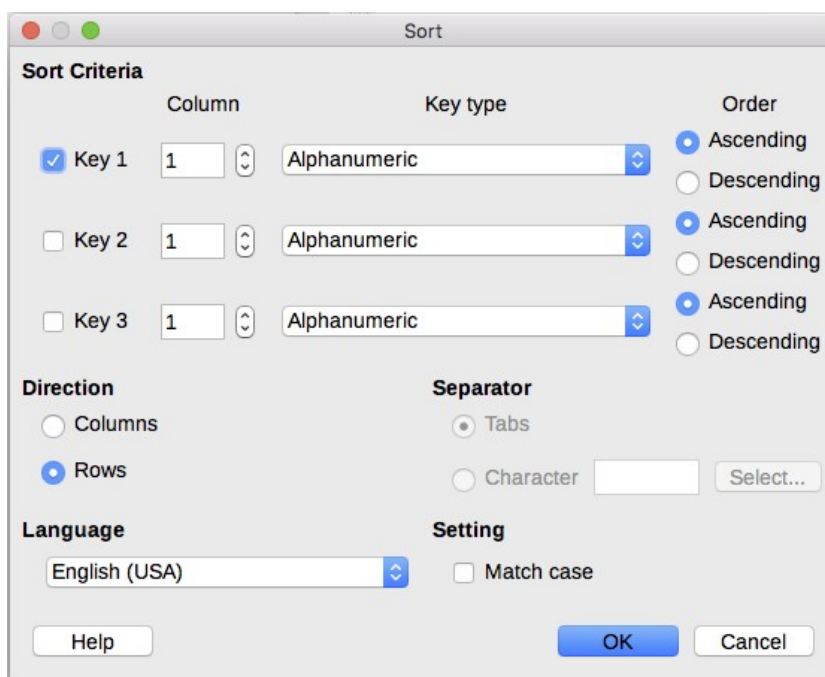 Sort
Sort Criteria
Column Key type Order
Key 1 1 Alphanumeric Ascending
Descending
Key 2 1 Alphanumeric Ascending
Descending
Key 3 1 Alphanumeric Ascending
Descending
Direction Separator
Columns Tabs
Rows Character Select...
Language Setting
English (USA) Match case
Help OK Cancel